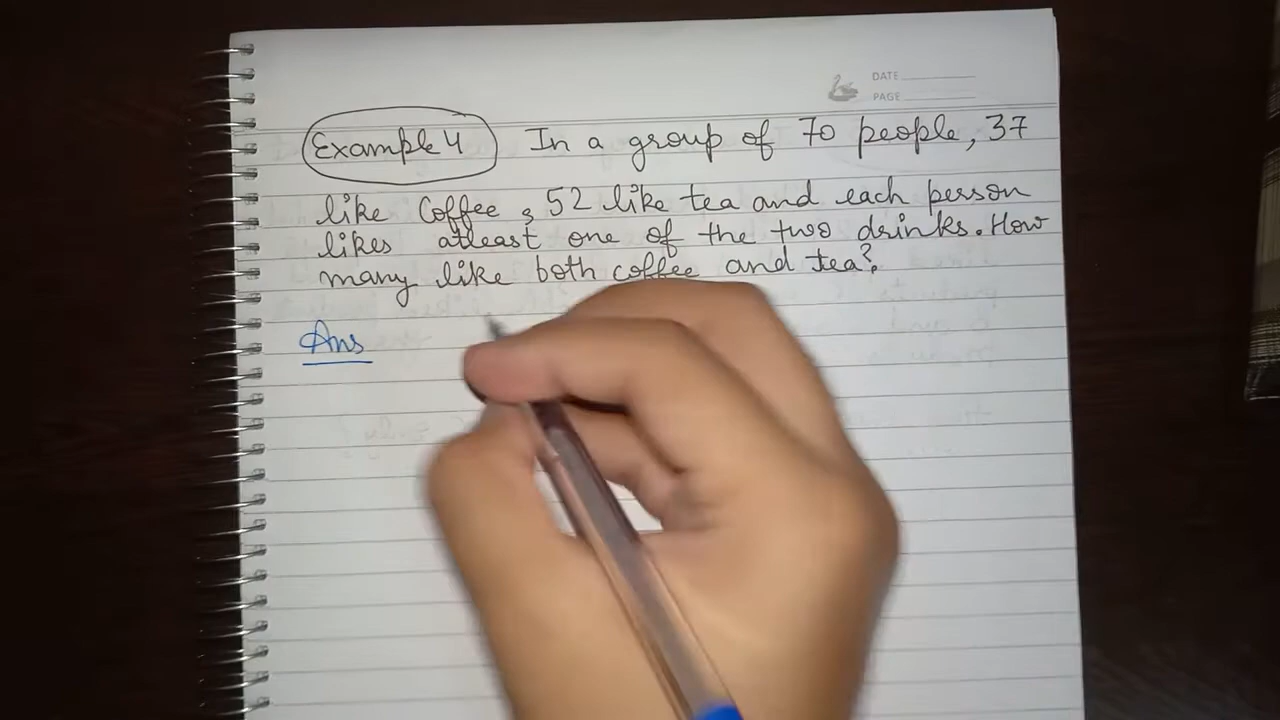 DATE
PAGE
Example 4 In a group of 70 people, 37
like Coffee, 52 like tea and each person
likes atleast one of the two drinks. How
many like both coffee and tea?
Ans